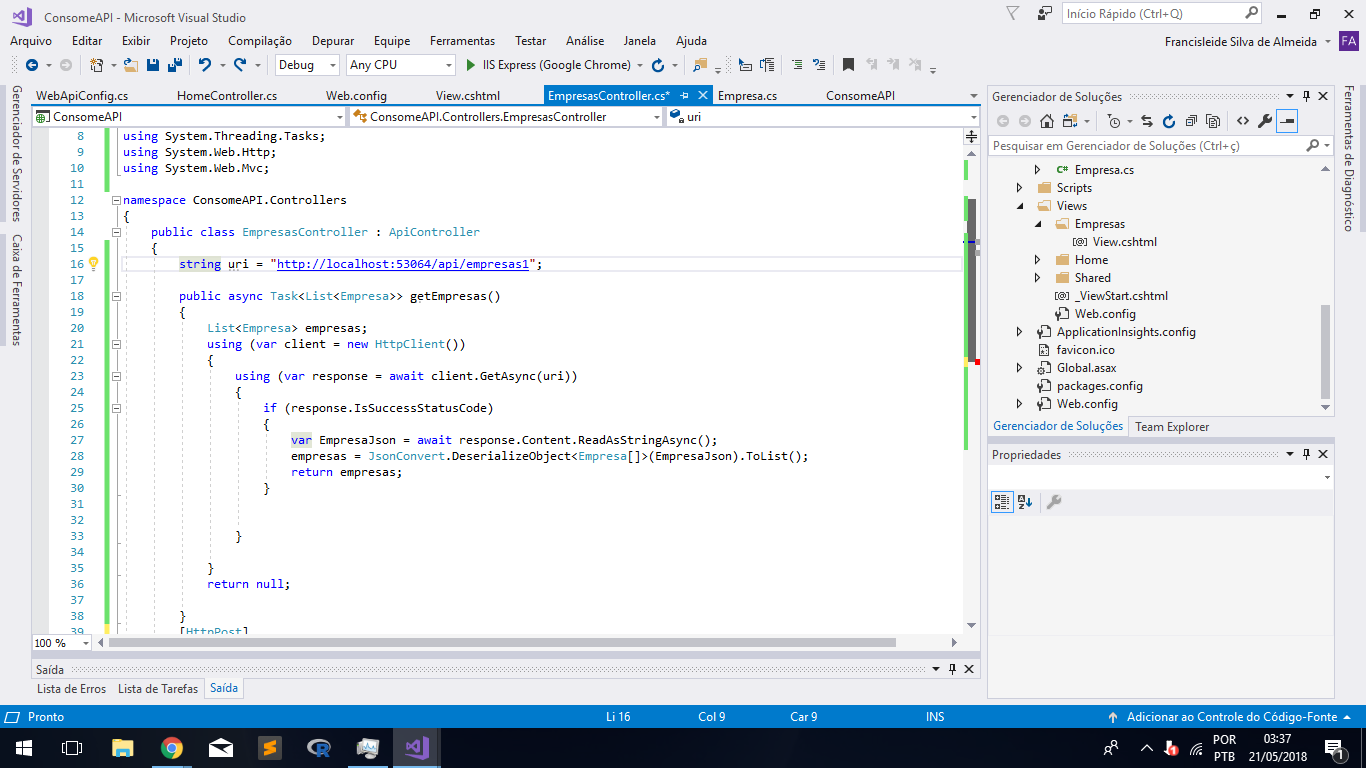 ConsomeAPI - Microsoft Visual Studio
Início Rápido (Ctrl+Q)
Arquivo Editar Exibir Projeto Compilação Depurar Equipe Ferramentas Testar Análise Janela Ajuda
Francisleide Silva de Almeida FA
Debug Any CPU IIS Express (Google Chrome)
WebApiConfig.cs HomeController.cs Web.config View.cshtml EmpresasController.cs* Empresa.cs ConsomeAPI
ConsomeAPI ConsomeAPI.Controllers.EmpresasController uri
Gerenciador de Servidores
Caixa de Ferramentas
8 using System.Threading.Tasks;
9 using System.Web.Http;
10 using System.Web.Mvc;
11
12 namespace ConsomeAPI.Controllers
13 {
14 public class EmpresasController : ApiController
15 {
16 string uri = "http://localhost:53064/api/empresas1";
17
18 public async Task<List<Empresa>> getEmpresas()
19 {
20 List<Empresa> empresas;
21 using (var client = new HttpClient())
22 {
23 using (var response = await client.GetAsync(uri))
24 {
25 if (response.IsSuccessStatusCode)
26 {
27 var EmpresaJson = await response.Content.ReadAsStringAsync();
28 empresas = JsonConvert.DeserializeObject<Empresa[]>(EmpresaJson).ToList();
29 return empresas;
30 }
31
32
33 }
34
35 }
36 return null;
37
38 }
39 [HttpPost]
100 %
Gerenciador de Soluções
Pesquisar em Gerenciador de Soluções (Ctrl+ç)
C# Empresa.cs
Scripts
Views
Empresas
[@] View.cshtml
Home
Shared
[@] _ViewStart.cshtml
Web.config
ApplicationInsights.config
favicon.ico
Global.asax
packages.config
Web.config
Gerenciador de Soluções Team Explorer
Propriedades
Ferramentas de Diagnóstico
Saída
Lista de Erros Lista de Tarefas Saída
Pronto Li 16 Col 9 Car 9 INS Adicionar ao Controle do Código-Fonte
POR
PTB
03:37
21/05/2018
1